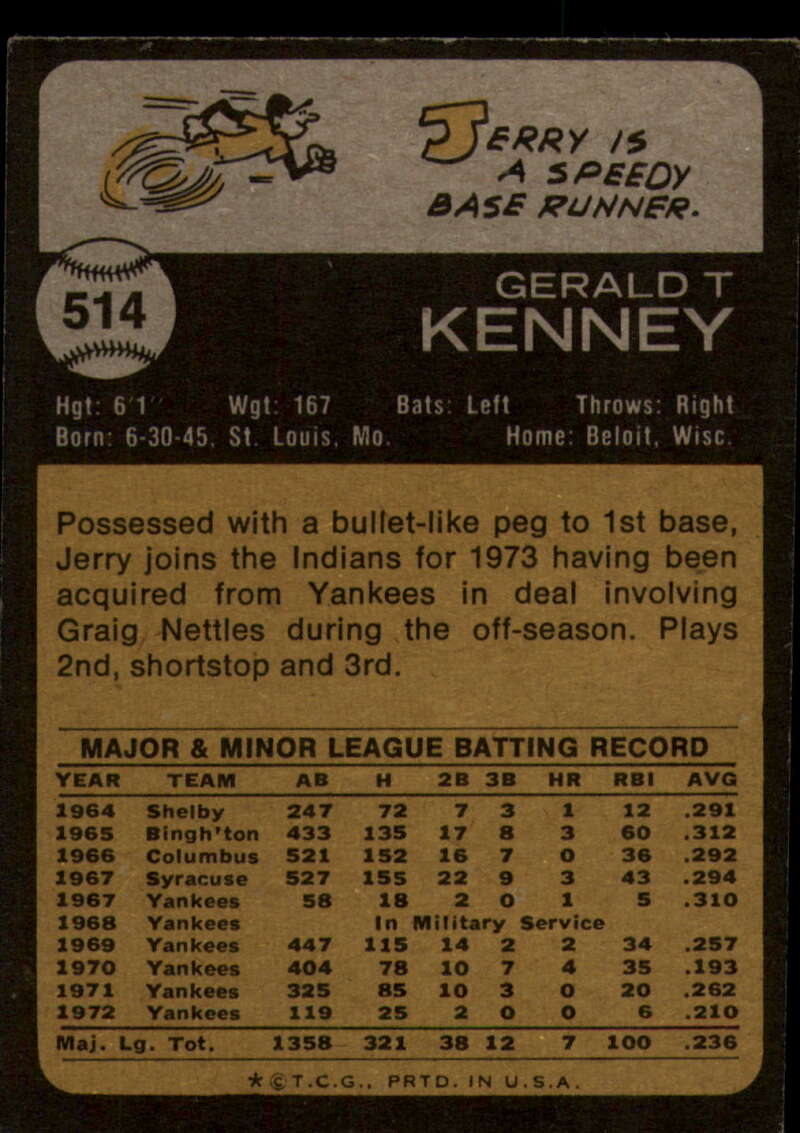 JERRY IS
A SPEEDY
BASE RUNNER.
514
GERALD T
KENNEY
Hgt: 6'1" Wgt: 167 Bats: Left Throws: Right
Born: 6-30-45, St. Louis, Mo. Home: Beloit, Wisc.
Possessed with a bullet-like peg to 1st base,
Jerry joins the Indians for 1973 having been
acquired from Yankees in deal involving
Graig Nettles during the off-season. Plays
2nd, shortstop and 3rd.
MAJOR & MINOR LEAGUE BATTING RECORD
YEAR TEAM AB H 2B 3B HR RBI AVG
1964 Shelby 247 72 7 3 1 12 .291
1965 Bingh'ton 433 135 17 8 3 60 .312
1966 Columbus 521 152 16 7 0 36 .292
1967 Syracuse 527 155 22 9 3 43 .294
1967 Yankees 58 18 2 0 1 5 .310
1968 Yankees In Military Service
1969 Yankees 447 115 14 2 2 34 .257
1970 Yankees 404 78 10 7 4 35 .193
1971 Yankees 325 85 10 3 0 20 .262
1972 Yankees 119 25 2 0 0 6 .210
Maj. Lg. Tot. 1358 321 38 12 7 100 .236
*©T.C.G., PRTD. IN U.S.A.